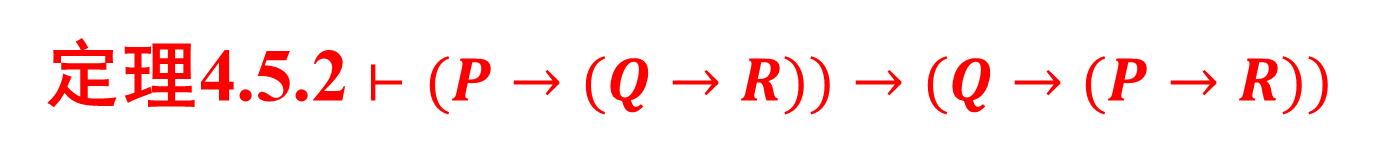 定理4.5.2 ⊢ (P → (Q → R)) → (Q → (P → R))